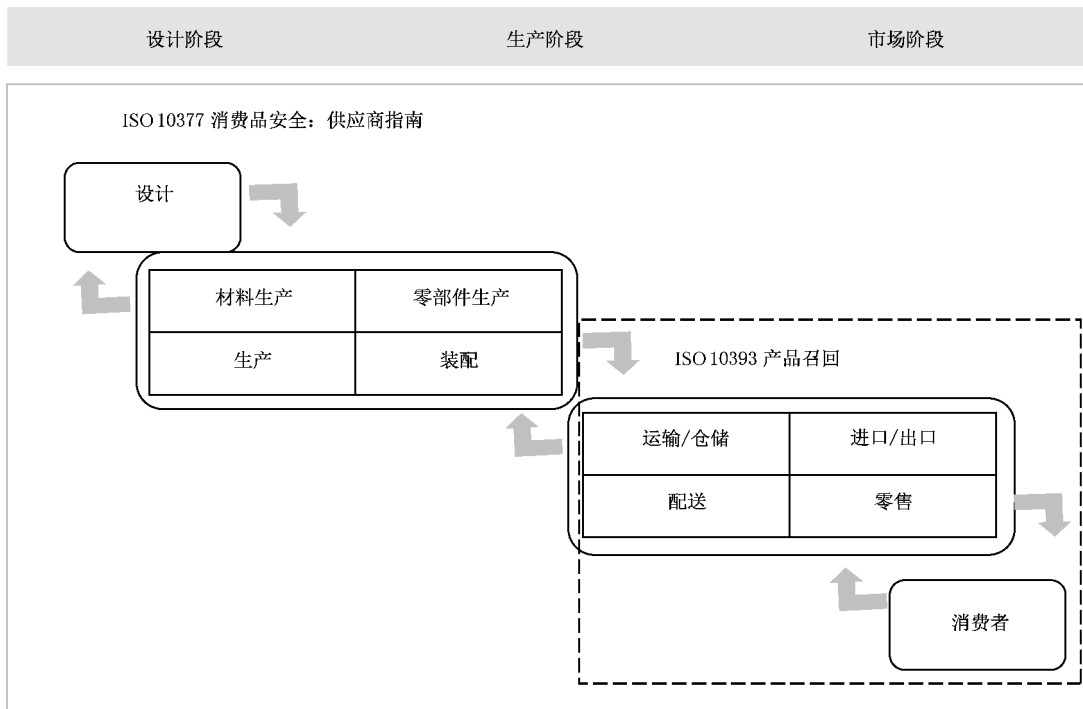 设计阶段 生产阶段 市场阶段
ISO 10377 消费品安全：供应商指南
设计
材料生产 零部件生产
生产 装配
ISO 10393 产品召回
运输/仓储 进口/出口
配送 零售
消费者